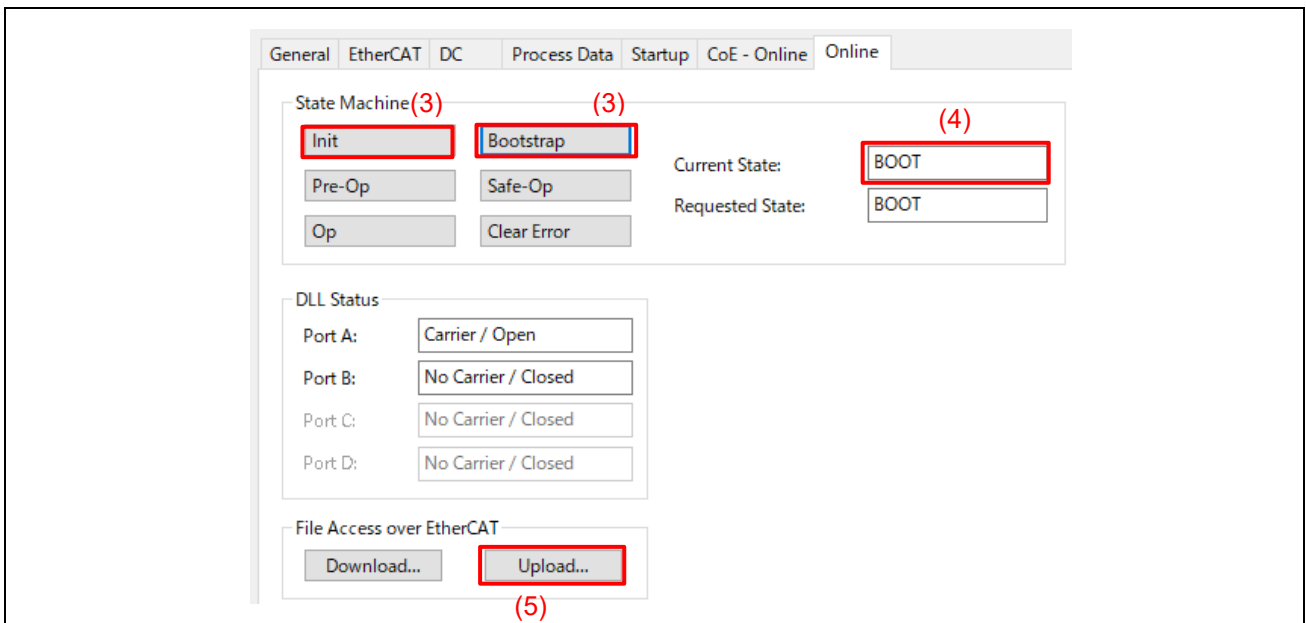 General EtherCAT DC Process Data Startup CoE - Online Online
State Machine (3) (3) (4)
Init Bootstrap
Current State: BOOT
Pre-Op Safe-Op
Requested State: BOOT
Op Clear Error
DLL Status
Port A: Carrier / Open
Port B: No Carrier / Closed
Port C: No Carrier / Closed
Port D: No Carrier / Closed
File Access over EtherCAT
Download... Upload...
(5)